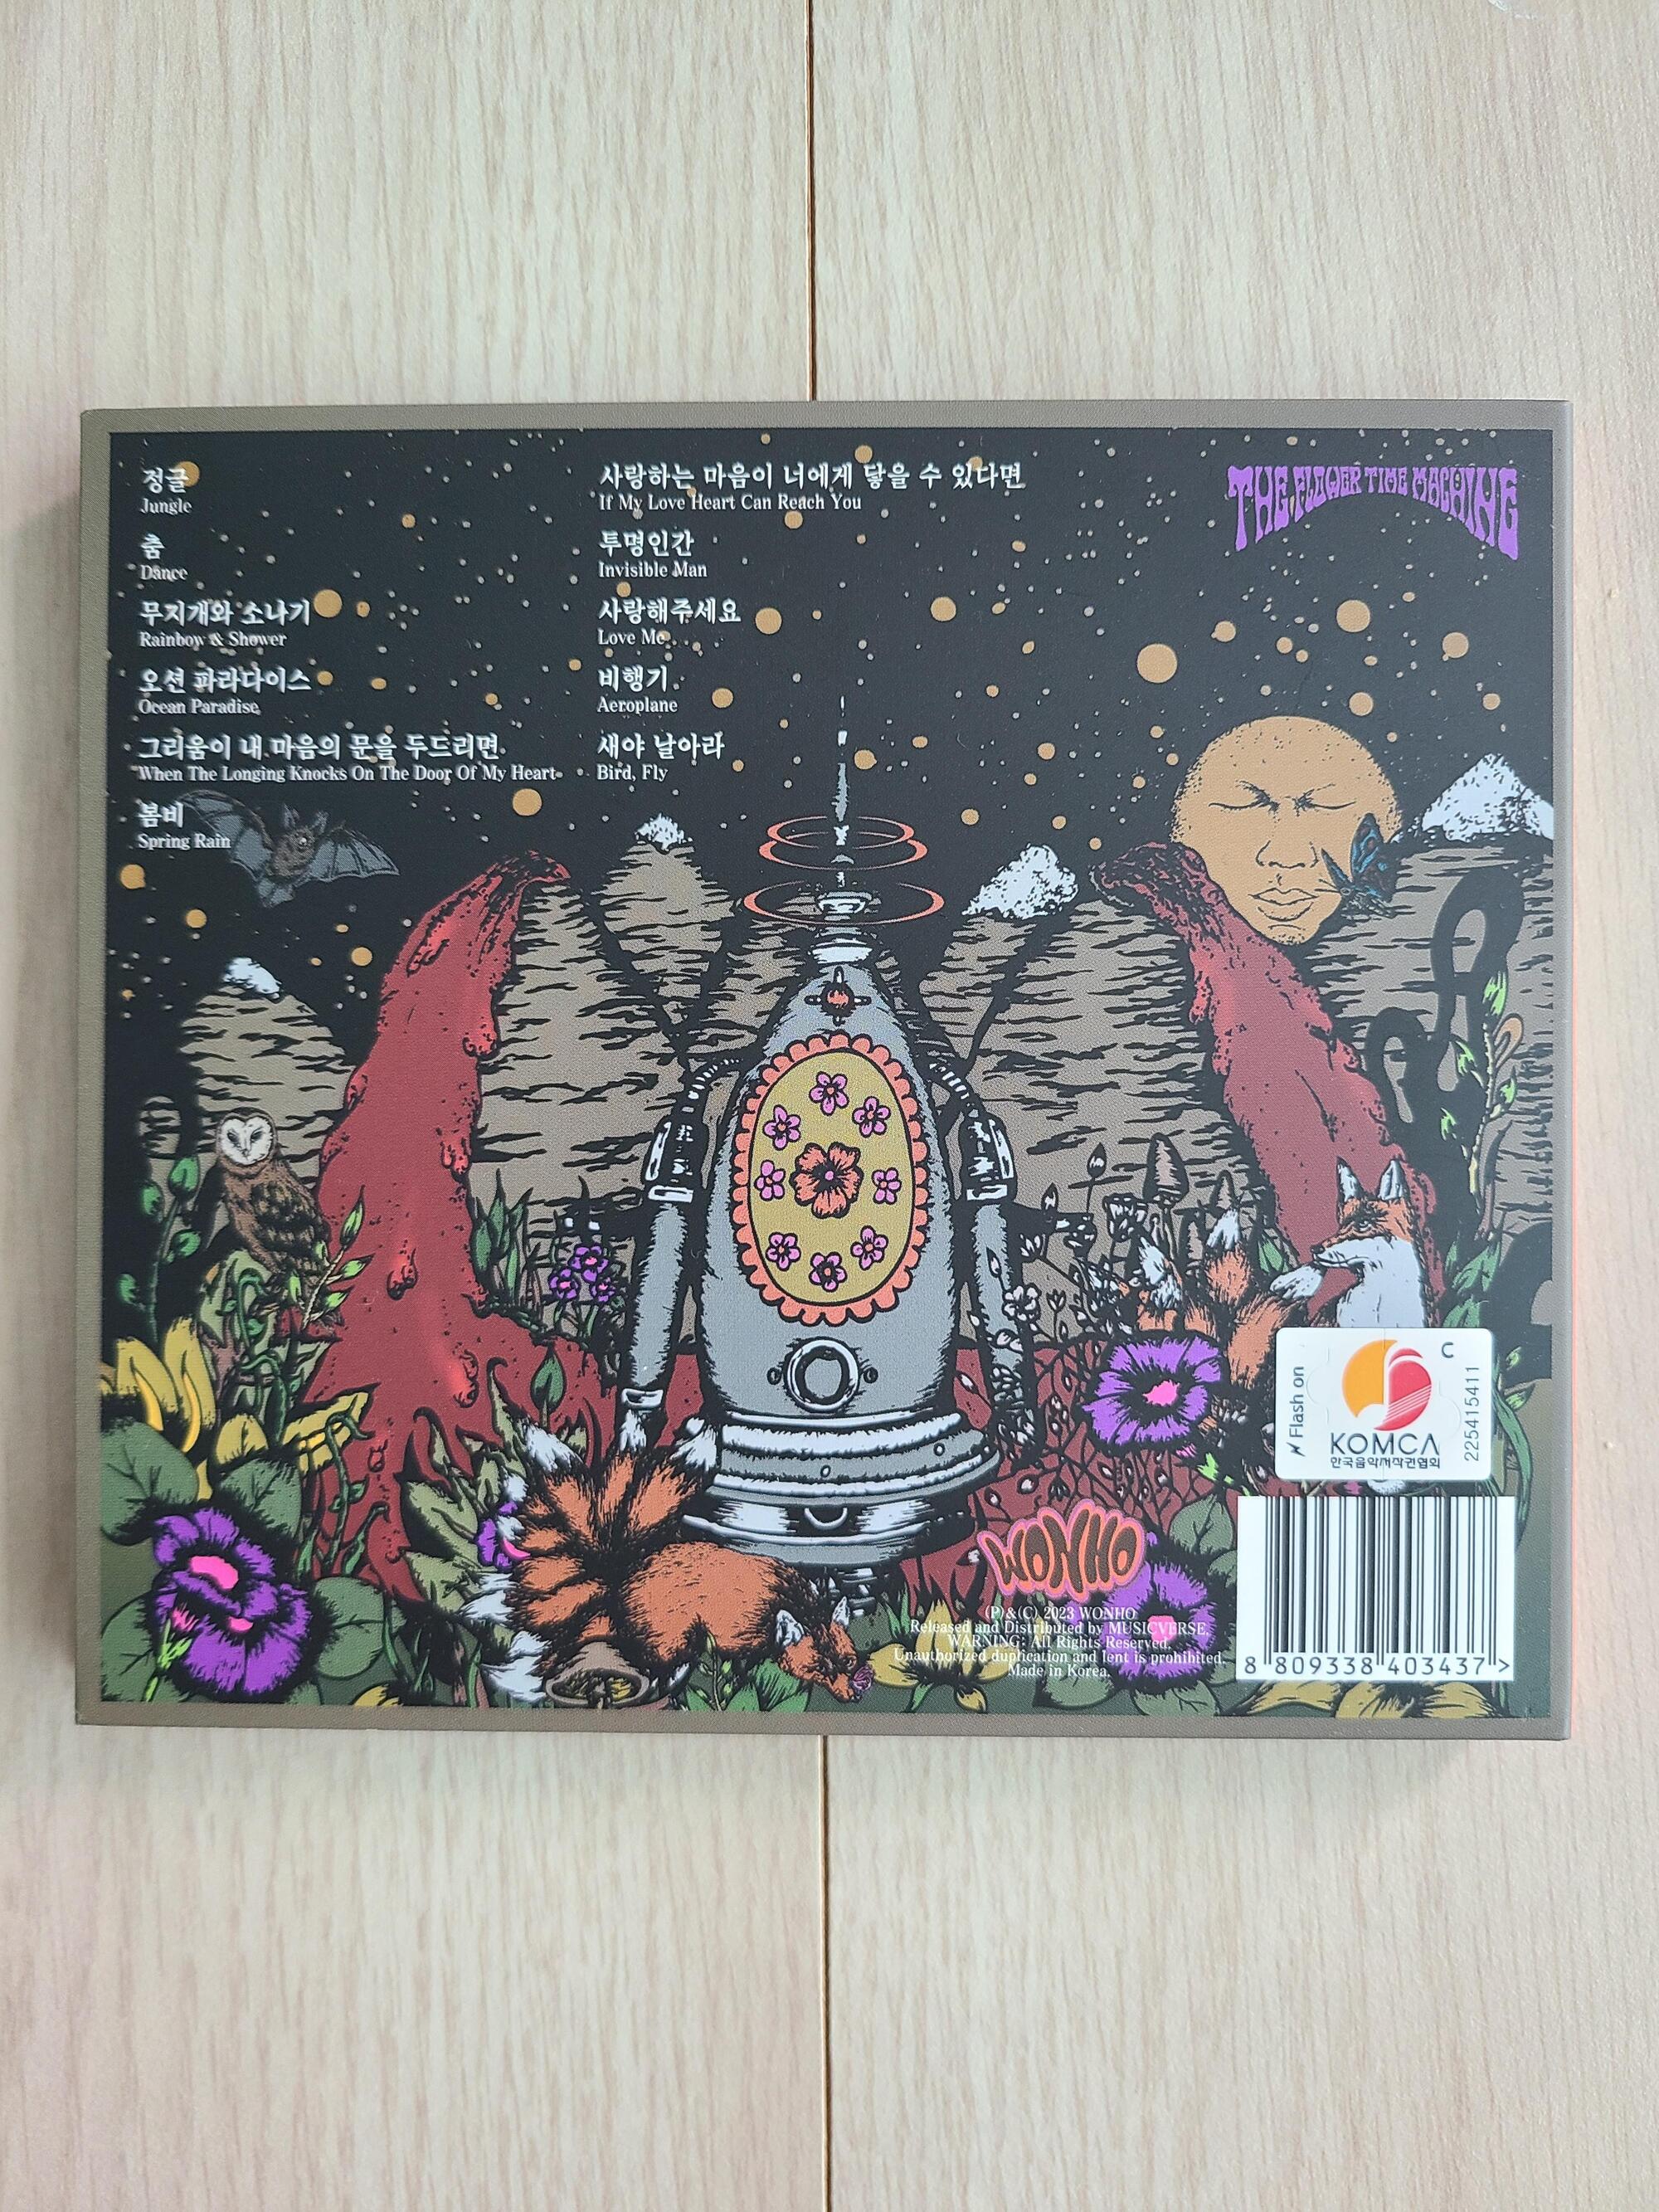 정글
Jungle
춤
Dance
무지개와 소나기
Rainbow & Shower
오션 파라다이스
Ocean Paradise
그리움이 내 마음의 문을 두드리면
When The Longing Knocks On The Door Of My Heart
봄비
Spring Rain
사랑하는 마음이 너에게 닿을 수 있다면
If My Love Heart Can Reach You
투명인간
Invisible Man
사랑해주세요
Love Me
비행기
Aeroplane
새야 날아라
Bird, Fly
THE FLOWER TIME MACHINE
Flash on
C
KOMCA
한국음악저작권협회
225415411
WONHO
(P)&(C) 2023 WONHO
Released and Distributed by MUSICVERSE.
WARNING: All Rights Reserved.
Unauthorized duplication and lent is prohibited.
Made in Korea.
8 809338 403437 >